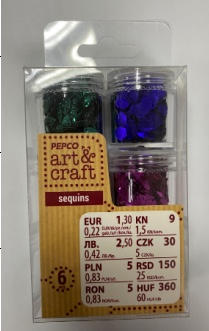 PEPCO
art &
craft
sequins
6
EUR 1,30 KN 9
0,22 1,5
ЛВ. 2,50 CZK 30
0,42 5
PLN 5 RSD 150
0,83 25
RON 5 HUF 360
0,83 60